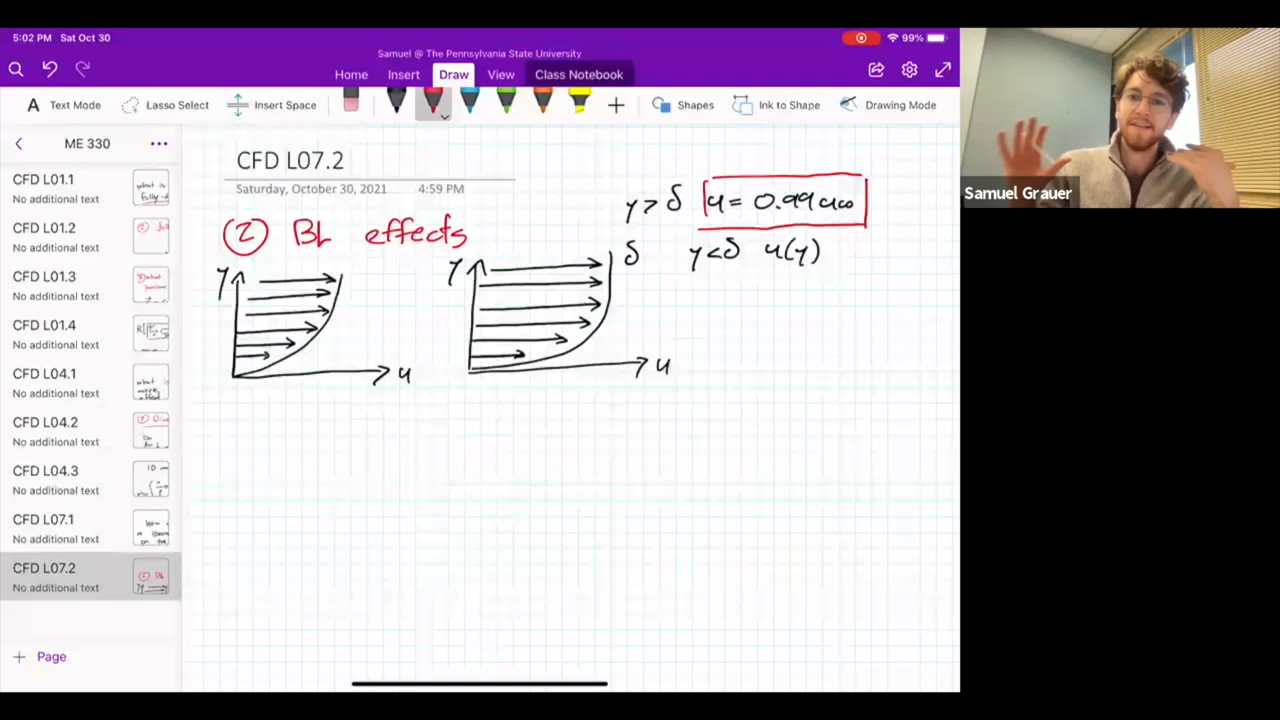 5:02 PM Sat Oct 30
99%
Samuel @ The Pennsylvania State University
Home Insert Draw View Class Notebook
A Text Mode Lasso Select Insert Space Shapes Ink to Shape Drawing Mode
ME 330
CFD L01.1
No additional text
CFD L01.2
No additional text
CFD L01.3
No additional text
CFD L01.4
No additional text
CFD L04.1
No additional text
CFD L04.2
No additional text
CFD L04.3
No additional text
CFD L07.1
No additional text
CFD L07.2
No additional text
+ Page
CFD L07.2
Saturday, October 30, 2021 4:59 PM
② BL effects
y > δ u = 0.99 u∞
δ y < δ u(y)
y
u
y
u
Samuel Grauer